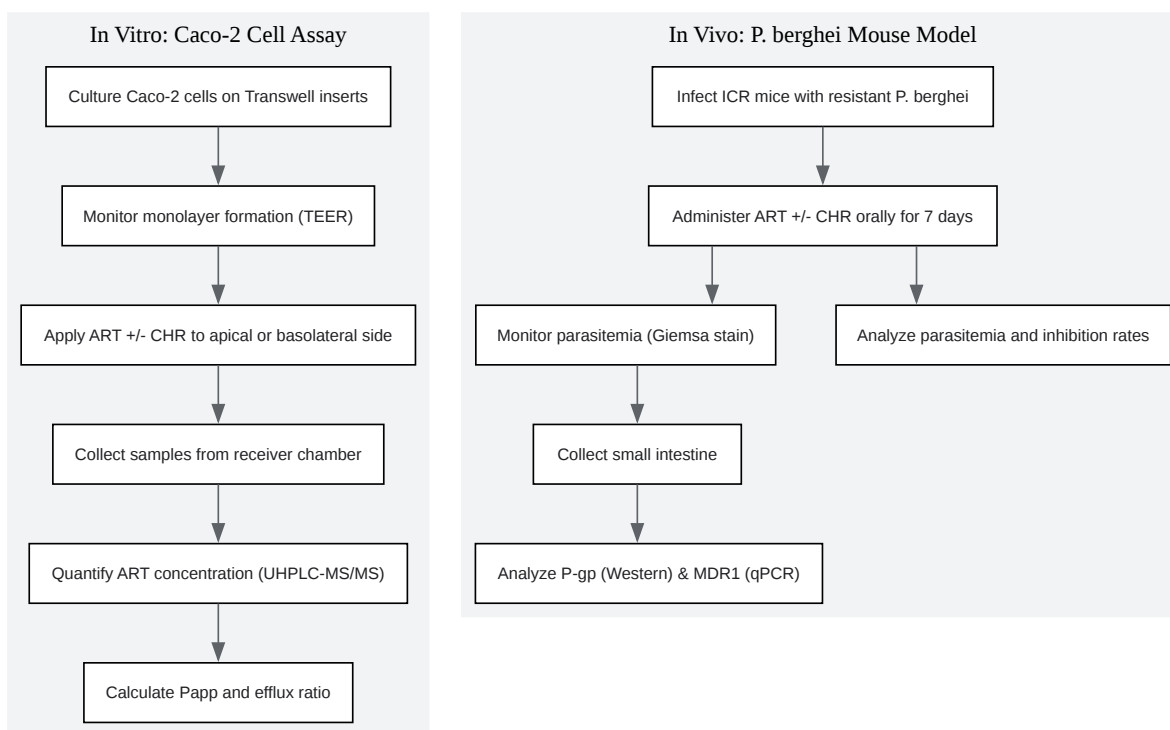 In Vitro: Caco-2 Cell Assay
Culture Caco-2 cells on Transwell inserts
Monitor monolayer formation (TEER)
Apply ART +/- CHR to apical or basolateral side
Collect samples from receiver chamber
Quantify ART concentration (UHPLC-MS/MS)
Calculate Papp and efflux ratio
In Vivo: P. berghei Mouse Model
Infect ICR mice with resistant P. berghei
Administer ART +/- CHR orally for 7 days
Monitor parasitemia (Giemsa stain)
Analyze parasitemia and inhibition rates
Collect small intestine
Analyze P-gp (Western) & MDR1 (qPCR)